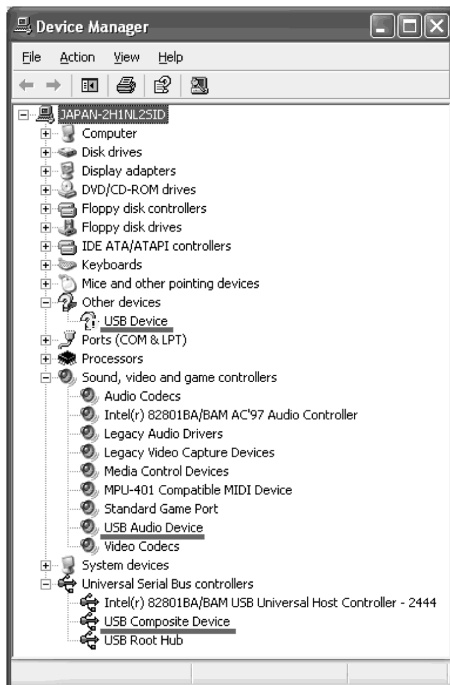 Device Manager
File Action View Help
JAPAN-2H1NL2SID
Computer
Disk drives
Display adapters
DVD/CD-ROM drives
Floppy disk controllers
Floppy disk drives
IDE ATA/ATAPI controllers
Keyboards
Mice and other pointing devices
Other devices
USB Device
Ports (COM & LPT)
Processors
Sound, video and game controllers
Audio Codecs
Intel(r) 82801BA/BAM AC'97 Audio Controller
Legacy Audio Drivers
Legacy Video Capture Devices
Media Control Devices
MPU-401 Compatible MIDI Device
Standard Game Port
USB Audio Device
Video Codecs
System devices
Universal Serial Bus controllers
Intel(r) 82801BA/BAM USB Universal Host Controller - 2444
USB Composite Device
USB Root Hub